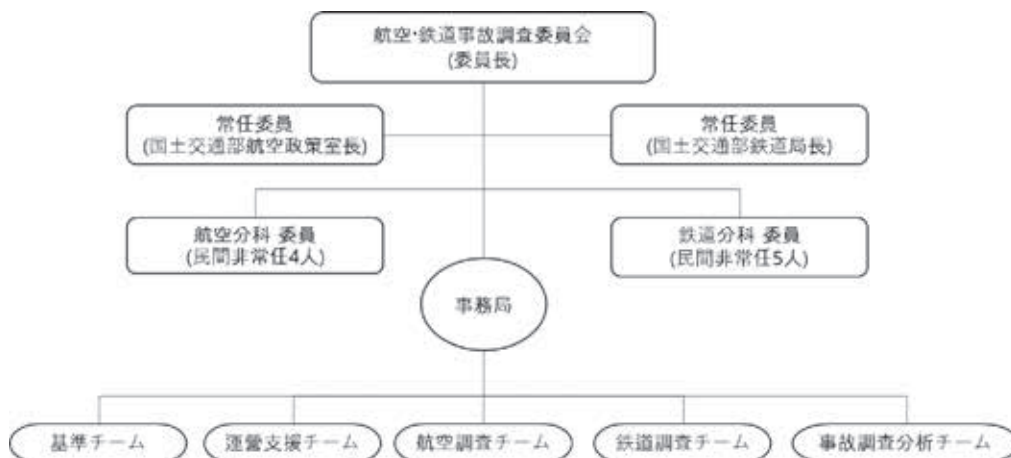 航空･鉄道事故調査委員会
(委員長)
常任委員
(国土交通部航空政策室長)
常任委員
(国土交通部鉄道局長)
航空分科 委員
(民間非常任4人)
鉄道分科 委員
(民間非常任5人)
事務局
基準チーム
運営支援チーム
航空調査チーム
鉄道調査チーム
事故調査分析チーム